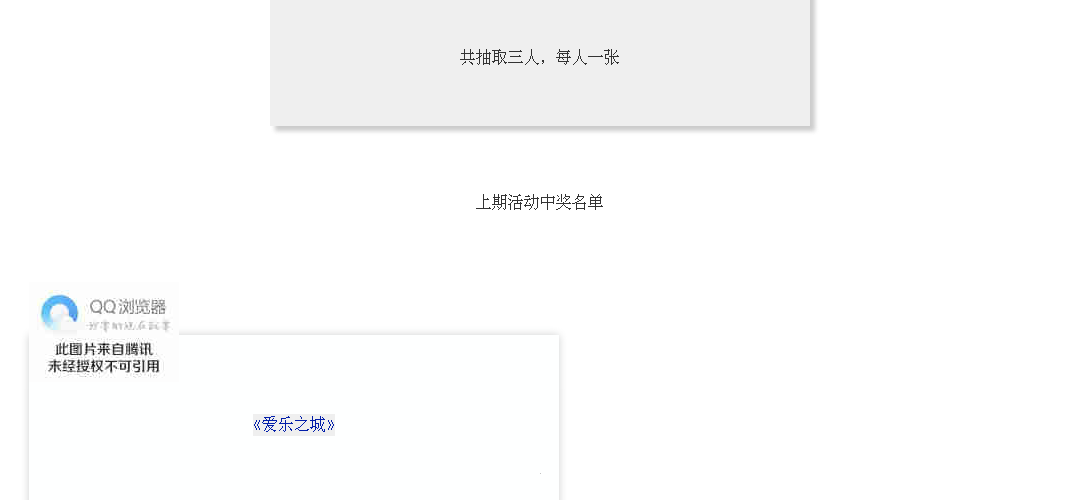 共抽取三人，每人一张
上期活动中奖名单
QQ浏览器
此图片来自腾讯
未经授权不可引用
《爱乐之城》